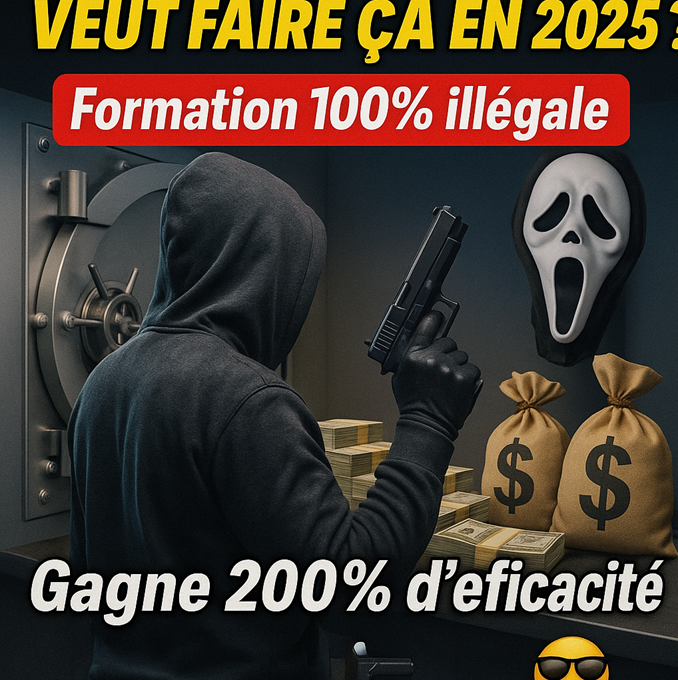 VEUT FAIRE ÇA EN 2025 ?
Formation 100% illégale
$ $
Gagne 200% d'eficacité